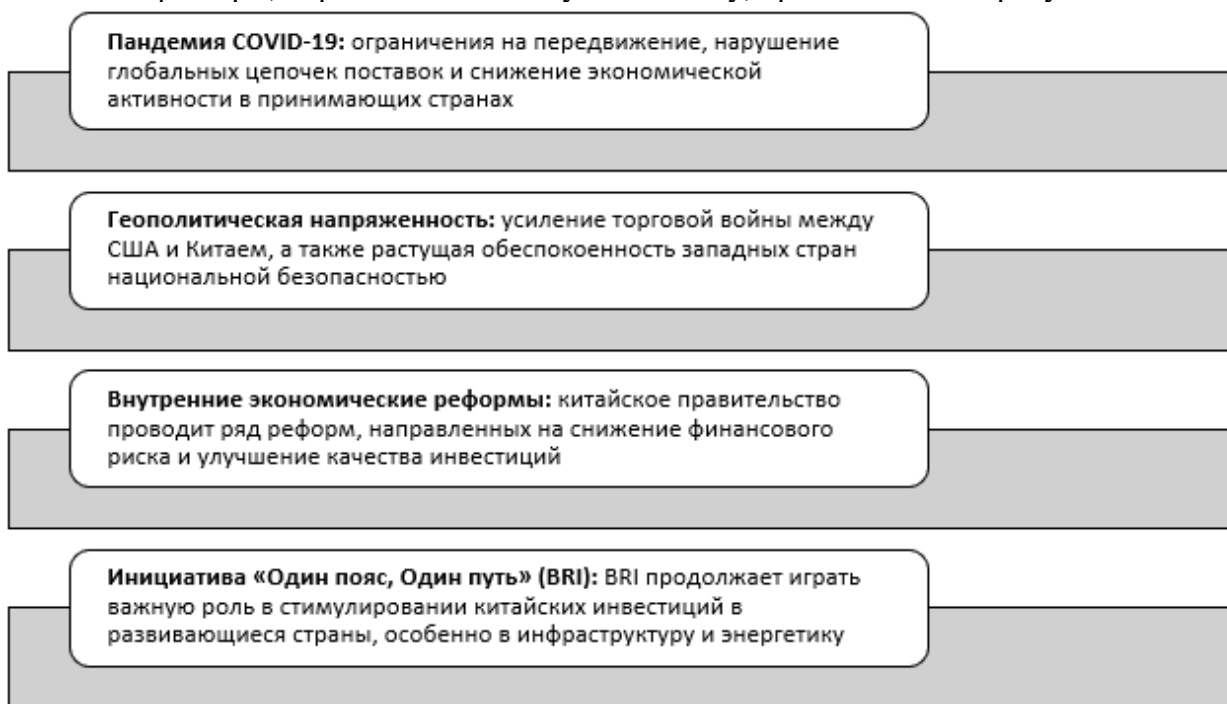 Пандемия COVID-19: ограничения на передвижение, нарушение
глобальных цепочек поставок и снижение экономической
активности в принимающих странах
Геополитическая напряженность: усиление торговой войны между
США и Китаем, а также растущая обеспокоенность западных стран
национальной безопасностью
Внутренние экономические реформы: китайское правительство
проводит ряд реформ, направленных на снижение финансового
риска и улучшение качества инвестиций
Инициатива «Один пояс, Один путь» (BRI): BRI продолжает играть
важную роль в стимулировании китайских инвестиций в
развивающиеся страны, особенно в инфраструктуру и энергетику